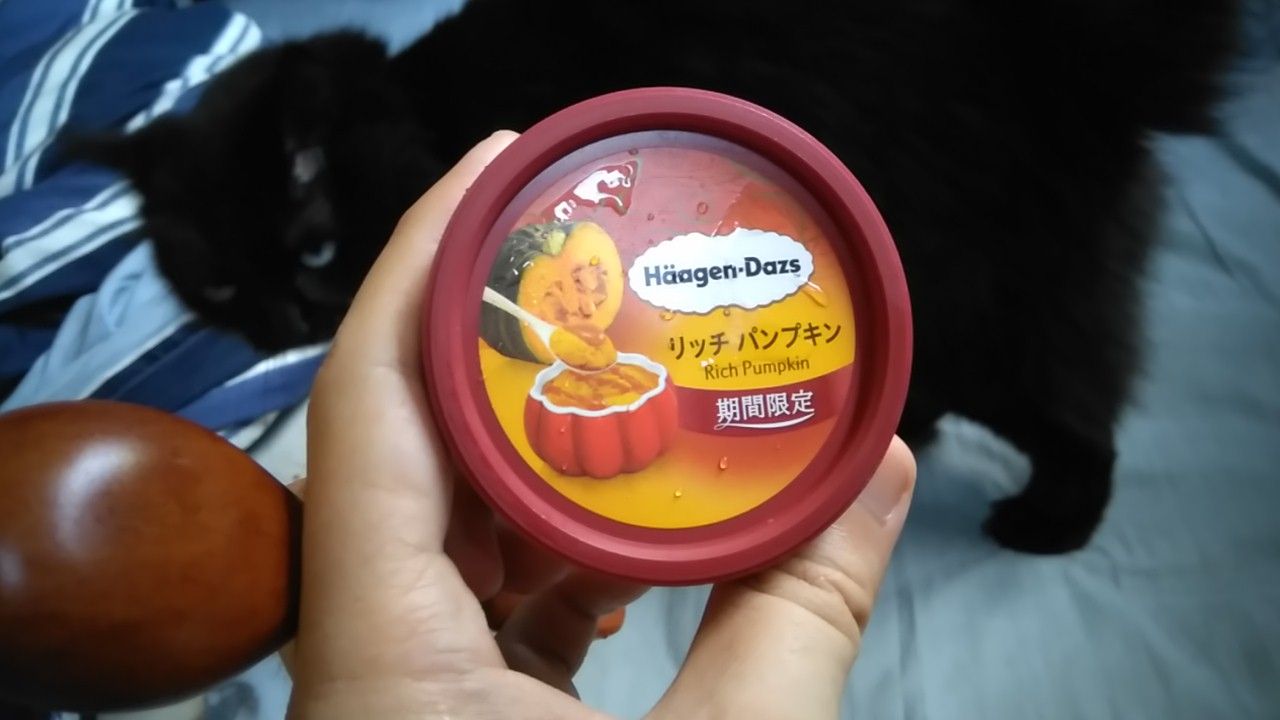 Häagen-Dazs
リッチ パンプキン
Rich Pumpkin
期間限定